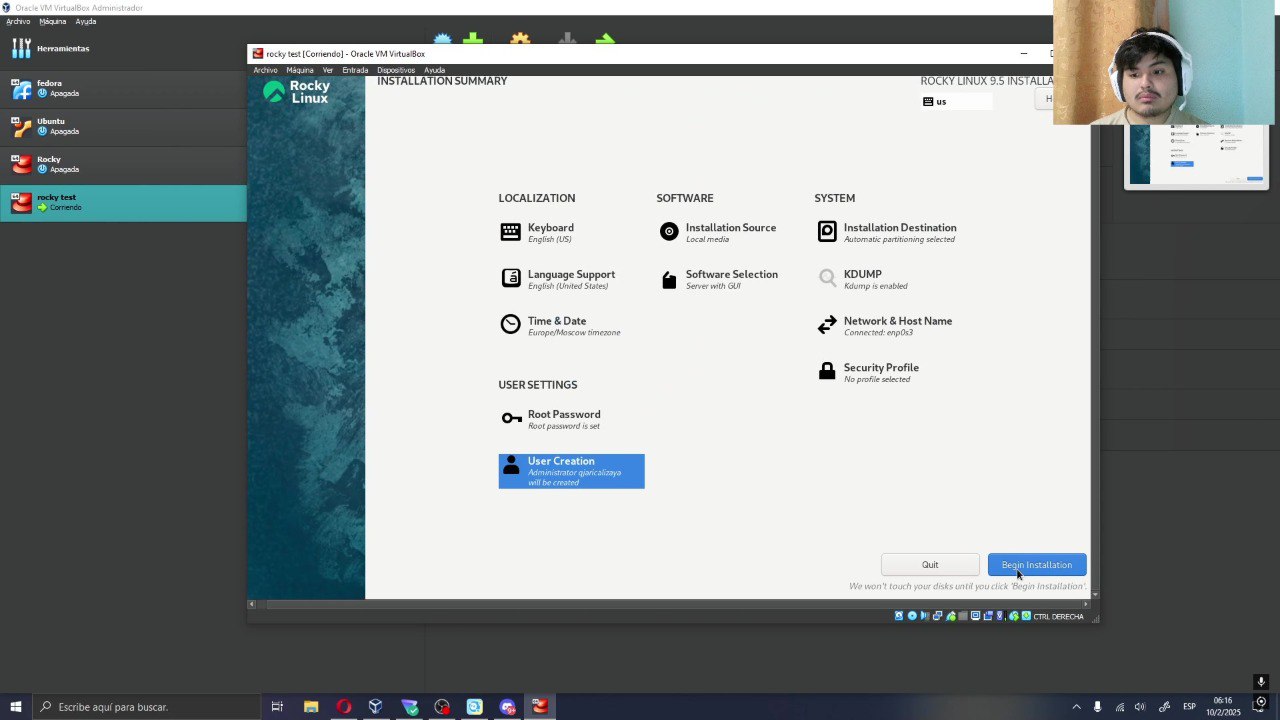 Oracle VM VirtualBox Administrador
Archivo Máquina Ayuda
Herramientas
fedora
Apagada
Ubuntu
Apagada
Rocky
Apagada
rocky test
Corriendo
rocky test [Corriendo] - Oracle VM VirtualBox
Archivo Máquina Ver Entrada Dispositivos Ayuda
Rocky
Linux
INSTALLATION SUMMARY
ROCKY LINUX 9.5 INSTALLA
us
H
LOCALIZATION
Keyboard
English (US)
Language Support
English (United States)
Time & Date
Europe/Moscow timezone
SOFTWARE
Installation Source
Local media
Software Selection
Server with GUI
SYSTEM
Installation Destination
Automatic partitioning selected
KDUMP
Kdump is enabled
Network & Host Name
Connected: enp0s3
Security Profile
No profile selected
USER SETTINGS
Root Password
Root password is set
User Creation
Administrator qjaricalizaya
will be created
Quit
Begin Installation
We won't touch your disks until you click 'Begin Installation'.
CTRL DERECHA
Escribe aquí para buscar.
ESP
06:16
10/2/2025